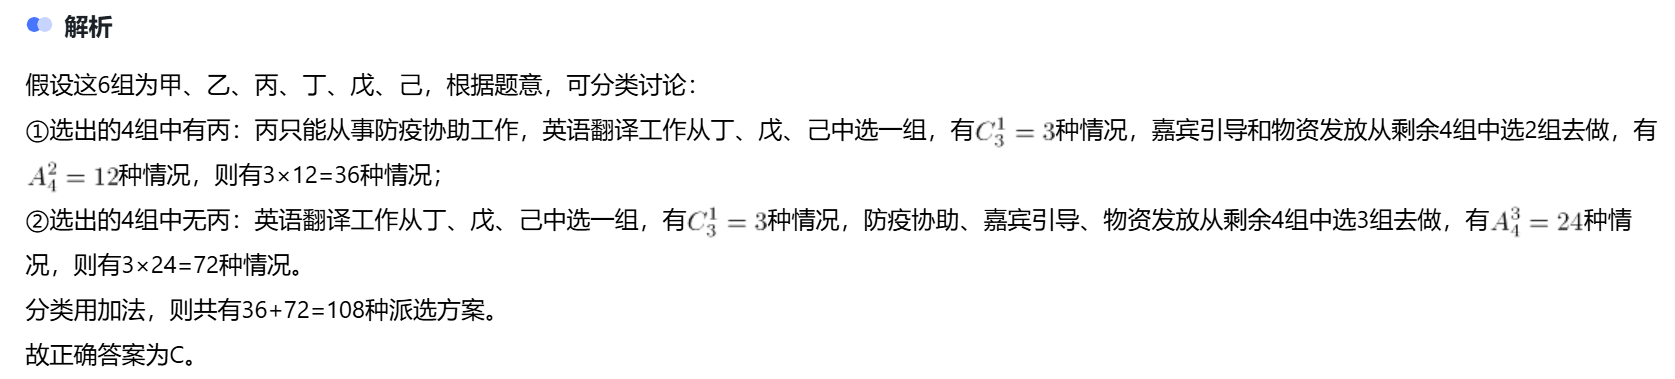 解析
假设这6组为甲、乙、丙、丁、戊、己，根据题意，可分类讨论：
①选出的4组中有丙：丙只能从事防疫协助工作，英语翻译工作从丁、戊、己中选一组，有$C_3^1=3$种情况，嘉宾引导和物资发放从剩余4组中选2组去做，有
$A_4^2=12$种情况，则有3×12=36种情况；
②选出的4组中无丙：英语翻译工作从丁、戊、己中选一组，有$C_3^1=3$种情况，防疫协助、嘉宾引导、物资发放从剩余4组中选3组去做，有$A_4^3=24$种情
况，则有3×24=72种情况。
分类用加法，则共有36+72=108种派选方案。
故正确答案为C。